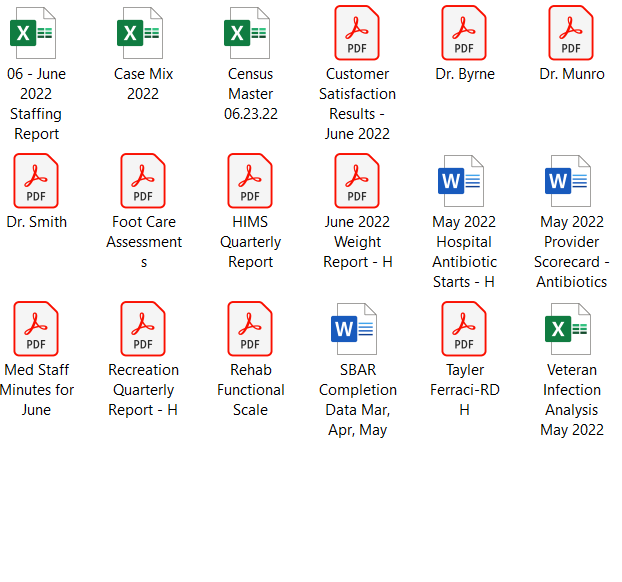 06 - June
2022
Staffing
Report
Case Mix
2022
Census
Master
06.23.22
PDF
Customer
Satisfaction
Results -
June 2022
PDF
Dr. Byrne
PDF
Dr. Munro
PDF
Dr. Smith
PDF
Foot Care
Assessment
s
PDF
HIMS
Quarterly
Report
PDF
June 2022
Weight
Report - H
W
May 2022
Hospital
Antibiotic
Starts - H
W
May 2022
Provider
Scorecard -
Antibiotics
PDF
Med Staff
Minutes for
June
PDF
Recreation
Quarterly
Report - H
PDF
Rehab
Functional
Scale
W
SBAR
Completion
Data Mar,
Apr, May
PDF
Tayler
Ferraci-RD
H
X
Veteran
Infection
Analysis
May 2022